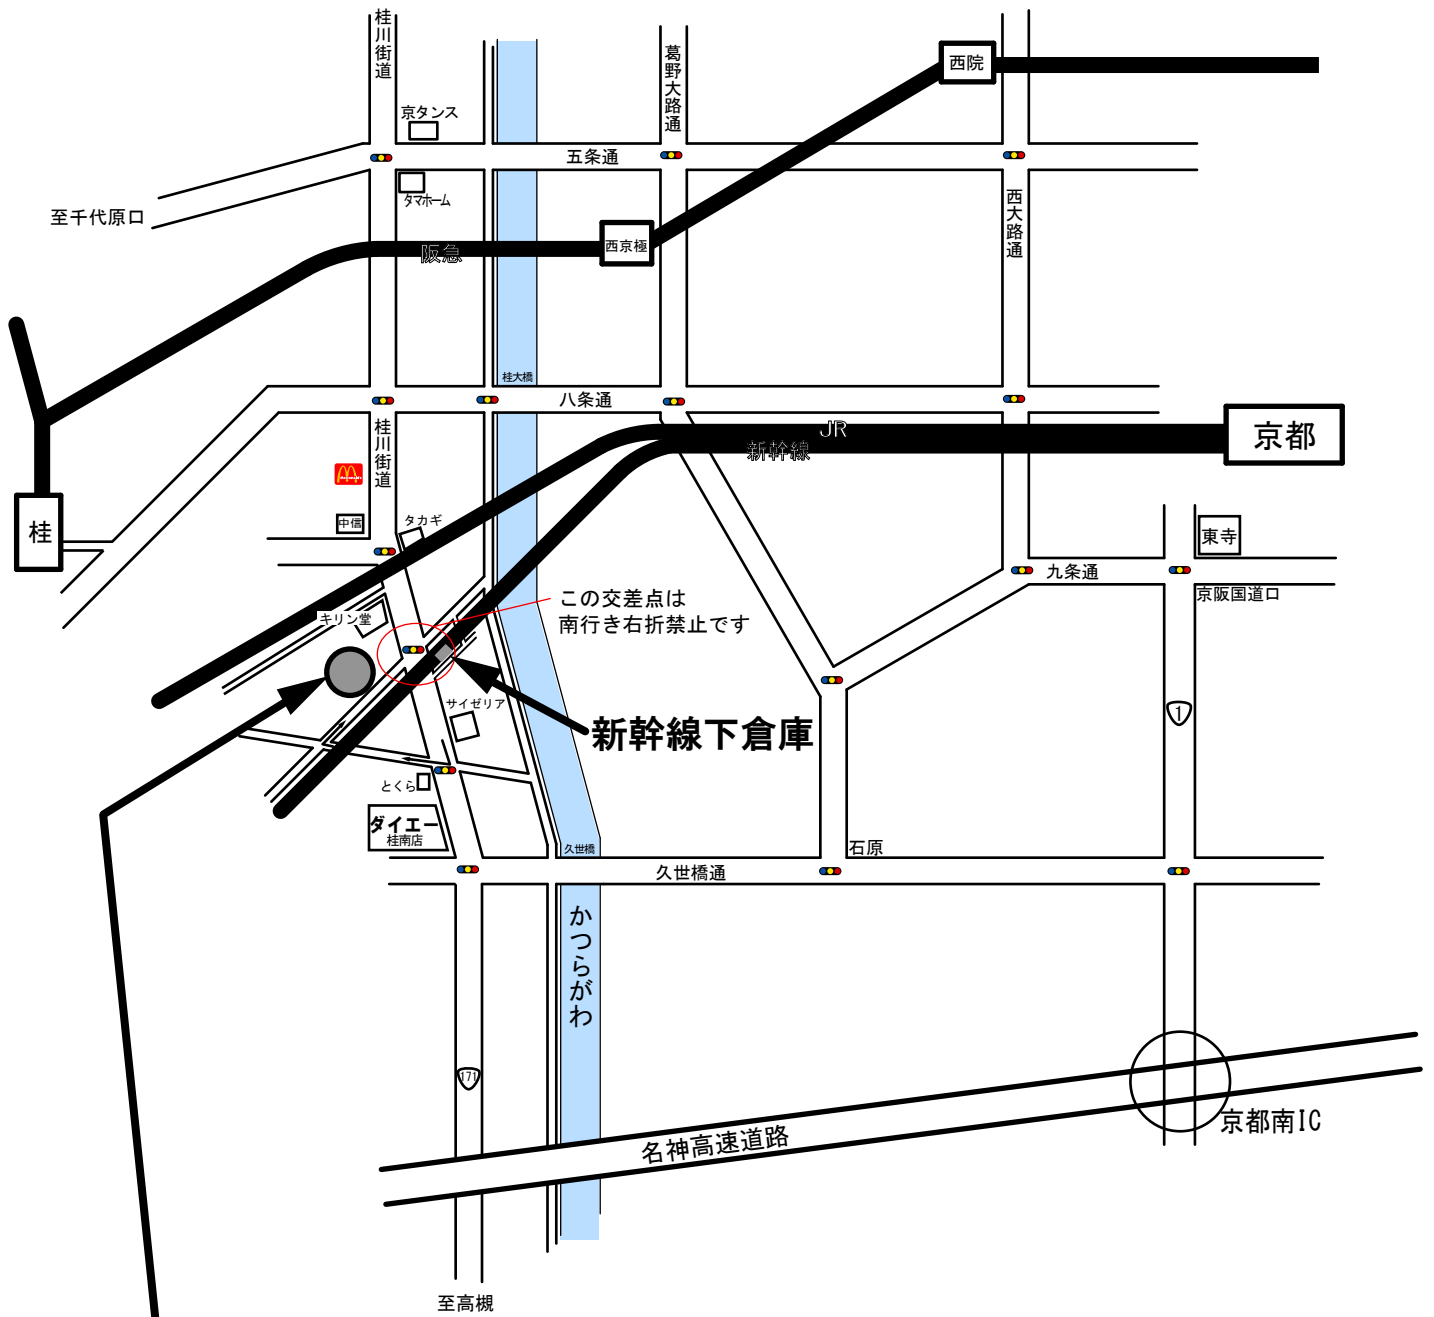 桂川街道
葛野大路通
西院
京タンス
五条通
タマホーム
至千代原口
西大路通
西京極
阪急
桂大橋
八条通
JR
新幹線
京都
桂川街道
桂
中信
タカギ
東寺
九条通
京阪国道口
この交差点は
南行き右折禁止です
キリン堂
サイゼリア
新幹線下倉庫
1
とくら
ダイエー
桂南店
久世橋
石原
久世橋通
かつらがわ
171
京都南IC
名神高速道路
至高槻